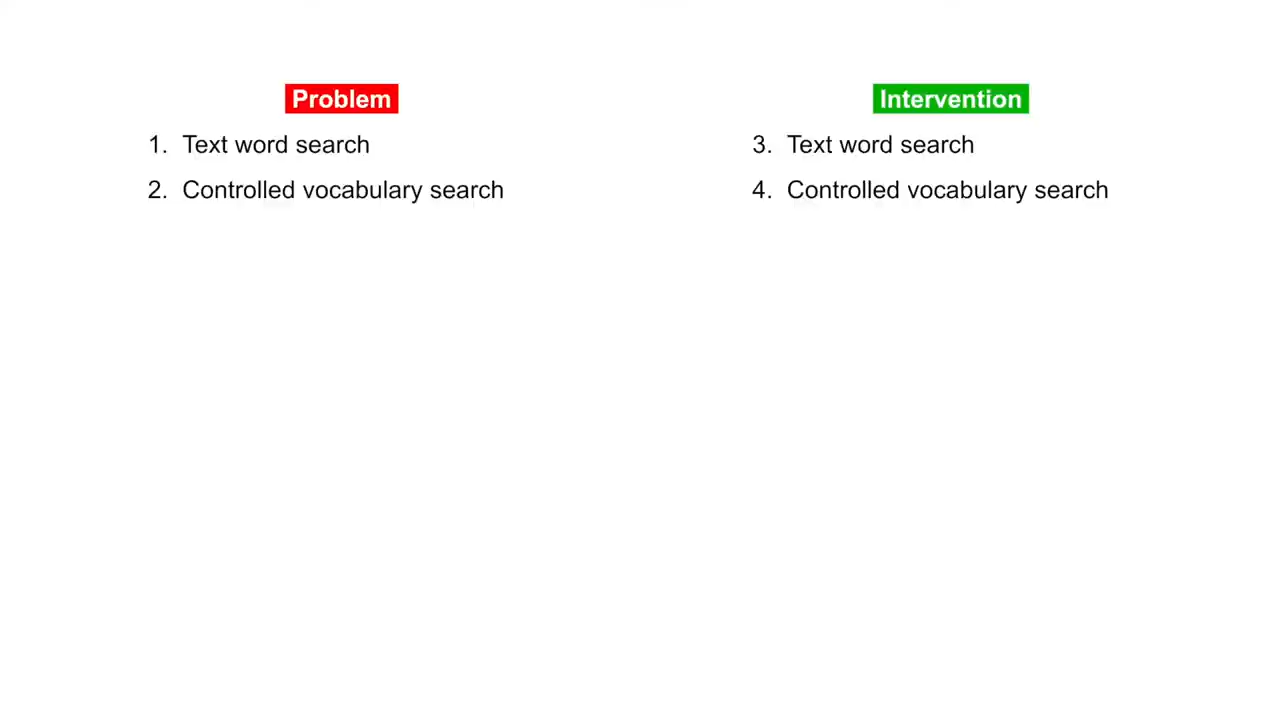 Problem
1. Text word search
2. Controlled vocabulary search
Intervention
3. Text word search
4. Controlled vocabulary search